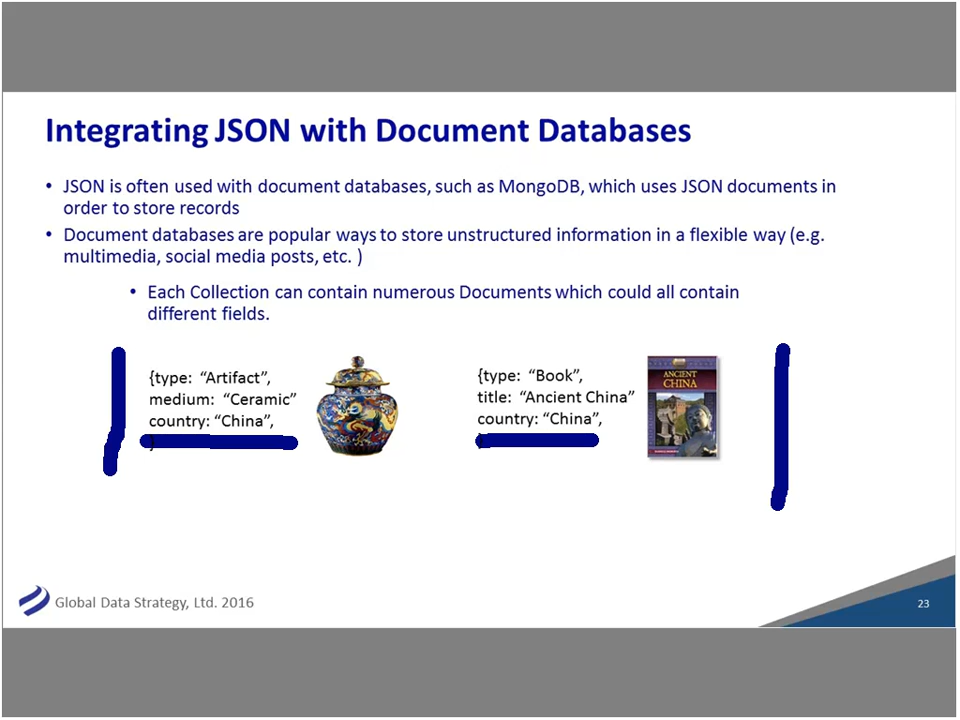 Integrating JSON with Document Databases
• JSON is often used with document databases, such as MongoDB, which uses JSON documents in
order to store records
• Document databases are popular ways to store unstructured information in a flexible way (e.g.
multimedia, social media posts, etc. )
• Each Collection can contain numerous Documents which could all contain
different fields.
{type: “Artifact”,
medium: “Ceramic”
country: “China”,
}
{type: “Book”,
title: “Ancient China”
country: “China”,
}
ANCIENT
CHINA
Global Data Strategy, Ltd. 2016
23